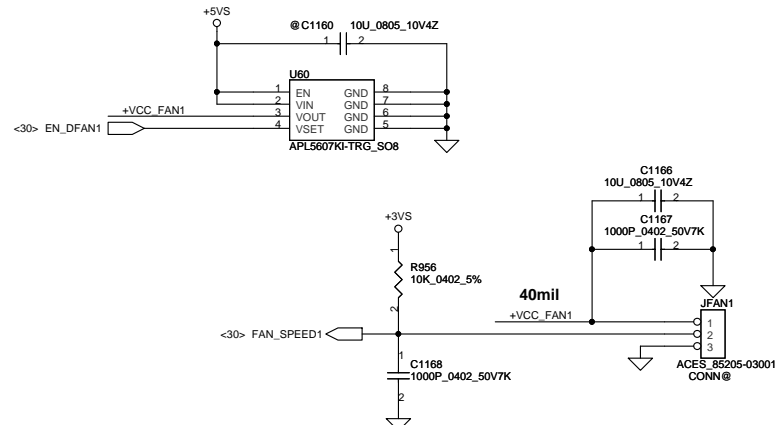 +5VS
@C1160 10U_0805_10V4Z
1 2
U60
1 EN GND 8
2 VIN GND 7
+VCC_FAN1 3 VOUT GND 6
<30> EN_DFAN1 4 VSET GND 5
APL5607KI-TRG_SO8
C1166
10U_0805_10V4Z
1 2
C1167
1000P_0402_50V7K
1 2
+3VS
1
R956
10K_0402_5%
2
40mil
+VCC_FAN1
JFAN1
1
2
3
<30> FAN_SPEED1
ACES_85205-03001
CONN@
1
C1168
1000P_0402_50V7K
2